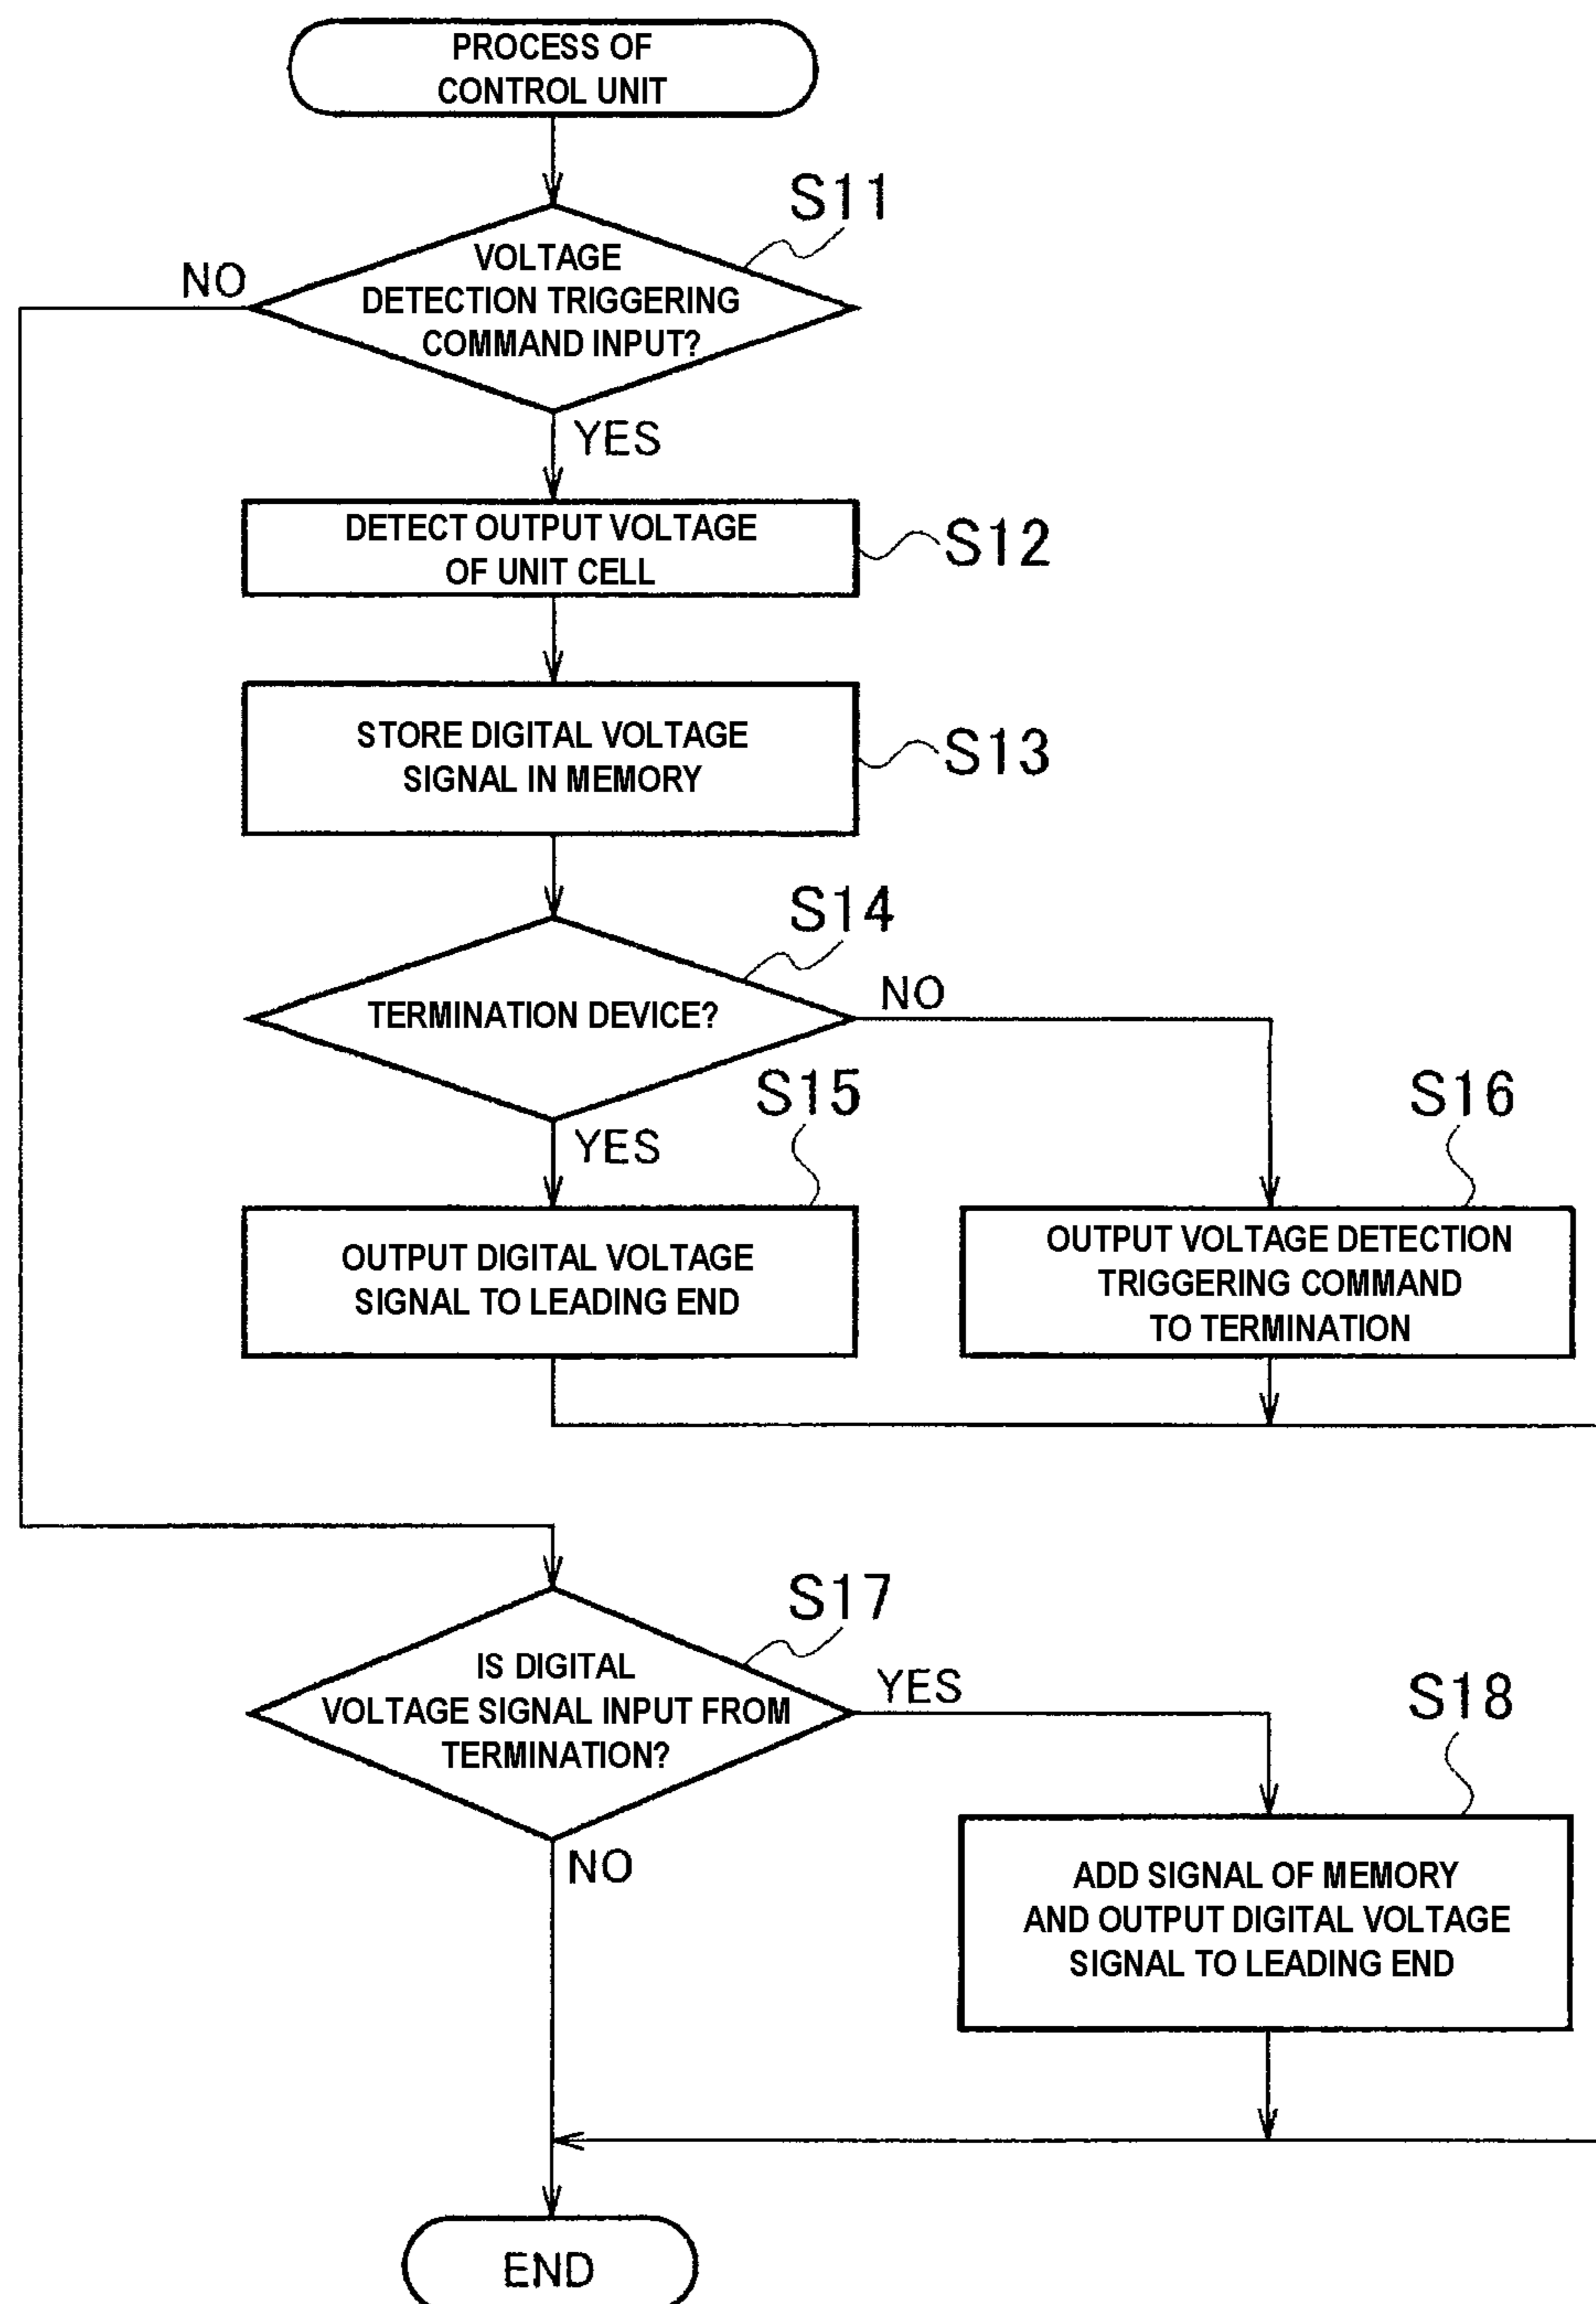 PROCESS OF
CONTROL UNIT
S11
NO
VOLTAGE
DETECTION TRIGGERING
COMMAND INPUT?
YES
DETECT OUTPUT VOLTAGE
OF UNIT CELL
S12
STORE DIGITAL VOLTAGE
SIGNAL IN MEMORY
S13
S14
TERMINATION DEVICE?
NO
YES
S15
S16
OUTPUT DIGITAL VOLTAGE
SIGNAL TO LEADING END
OUTPUT VOLTAGE DETECTION
TRIGGERING COMMAND
TO TERMINATION
S17
IS DIGITAL
VOLTAGE SIGNAL INPUT FROM
TERMINATION?
YES
S18
NO
ADD SIGNAL OF MEMORY
AND OUTPUT DIGITAL VOLTAGE
SIGNAL TO LEADING END
END